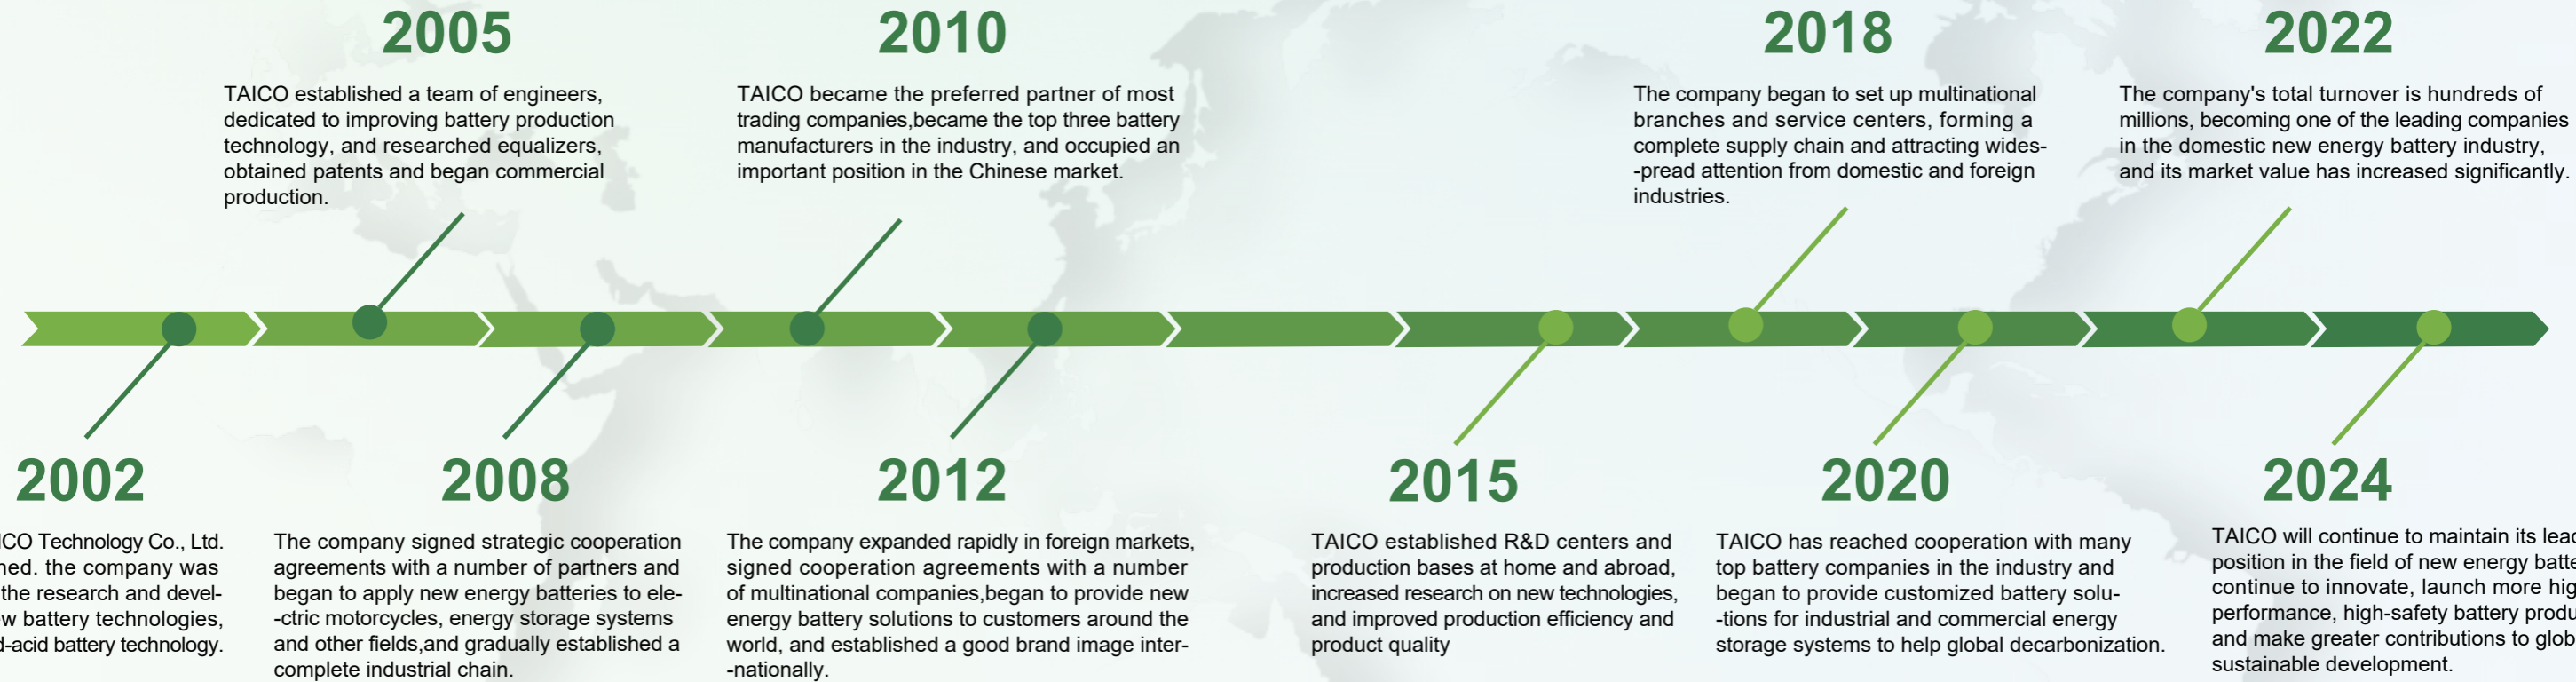 2005
TAICO established a team of engineers,
dedicated to improving battery production
technology, and researched equalizers,
obtained patents and began commercial
production.
2010
TAICO became the preferred partner of most
trading companies,became the top three battery
manufacturers in the industry, and occupied an
important position in the Chinese market.
2018
The company began to set up multinational
branches and service centers, forming a
complete supply chain and attracting wides-
-pread attention from domestic and foreign
industries.
2022
The company's total turnover is hundreds of
millions, becoming one of the leading companies
in the domestic new energy battery industry,
and its market value has increased significantly.
2002
Technology Co., Ltd.
the company was
the research and devel-
battery technologies,
battery technology.
2008
The company signed strategic cooperation
agreements with a number of partners and
began to apply new energy batteries to ele-
-ctric motorcycles, energy storage systems
and other fields,and gradually established a
complete industrial chain.
2012
The company expanded rapidly in foreign markets,
signed cooperation agreements with a number
of multinational companies,began to provide new
energy battery solutions to customers around the
world, and established a good brand image inter-
-nationally.
2015
TAICO established R&D centers and
production bases at home and abroad,
increased research on new technologies,
and improved production efficiency and
product quality
2020
TAICO has reached cooperation with many
top battery companies in the industry and
began to provide customized battery solu-
-tions for industrial and commercial energy
storage systems to help global decarbonization.
2024
TAICO will continue to maintain its
position in the field of new energy
continue to innovate, launch more
performance, high-safety battery
and make greater contributions to
sustainable development.